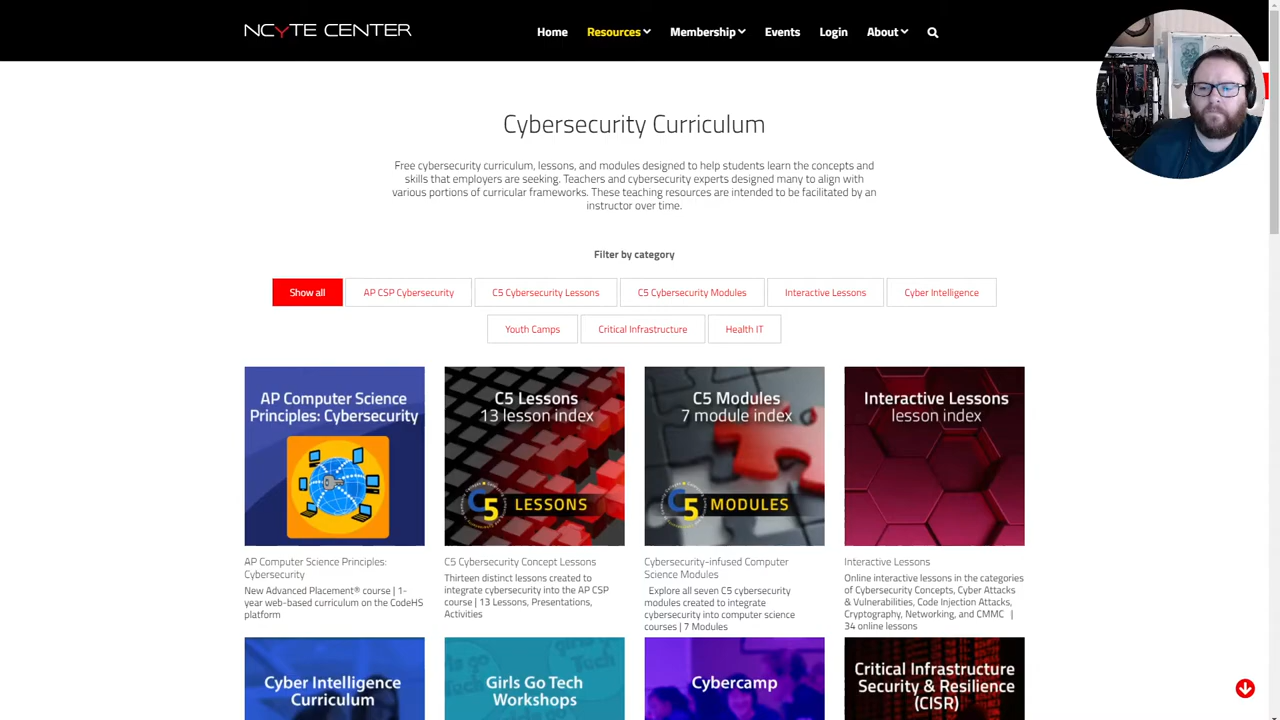 NCYTE CENTER
Home
Resources
Membership
Events
Login
About
Cybersecurity Curriculum
Free cybersecurity curriculum, lessons, and modules designed to help students learn the concepts and
skills that employers are seeking. Teachers and cybersecurity experts designed many to align with
various portions of curricular frameworks. These teaching resources are intended to be facilitated by an
instructor over time.
Filter by category
Show all
AP CSP Cybersecurity
C5 Cybersecurity Lessons
C5 Cybersecurity Modules
Interactive Lessons
Cyber Intelligence
Youth Camps
Critical Infrastructure
Health IT
AP Computer Science
Principles: Cybersecurity
C5 Lessons
13 lesson index
C5 LESSONS
C5 Modules
7 module index
C5 MODULES
Interactive Lessons
lesson index
AP Computer Science Principles:
Cybersecurity
New Advanced Placement® course | 1-
year web-based curriculum on the CodeHS
platform
C5 Cybersecurity Concept Lessons
Thirteen distinct lessons created to
integrate cybersecurity into the AP CSP
course | 13 Lessons, Presentations,
Activities
Cybersecurity-infused Computer
Science Modules
Explore all seven C5 cybersecurity
modules created to integrate
cybersecurity into computer science
courses | 7 Modules
Interactive Lessons
Online interactive lessons in the categories
of Cybersecurity Concepts, Cyber Attacks
& Vulnerabilities, Code Injection Attacks,
Cryptography, Networking, and CMMC |
34 online lessons
Cyber Intelligence
Curriculum
Girls Go Tech
Workshops
Cybercamp
Critical Infrastructure
Security & Resilience
(CISR)